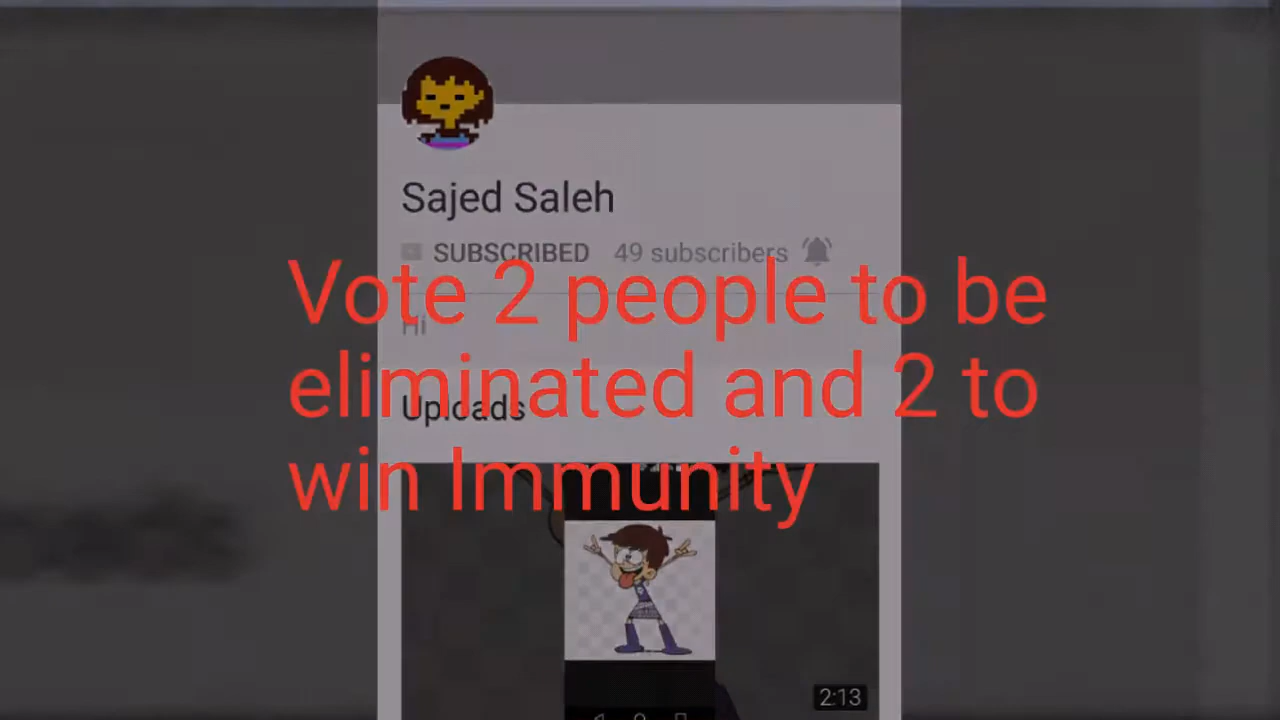 Sajed Saleh
SUBSCRIBED 49 subscribers
Vote 2 people to be
Hi
eliminated and 2 to
Uploads
win Immunity
2:13